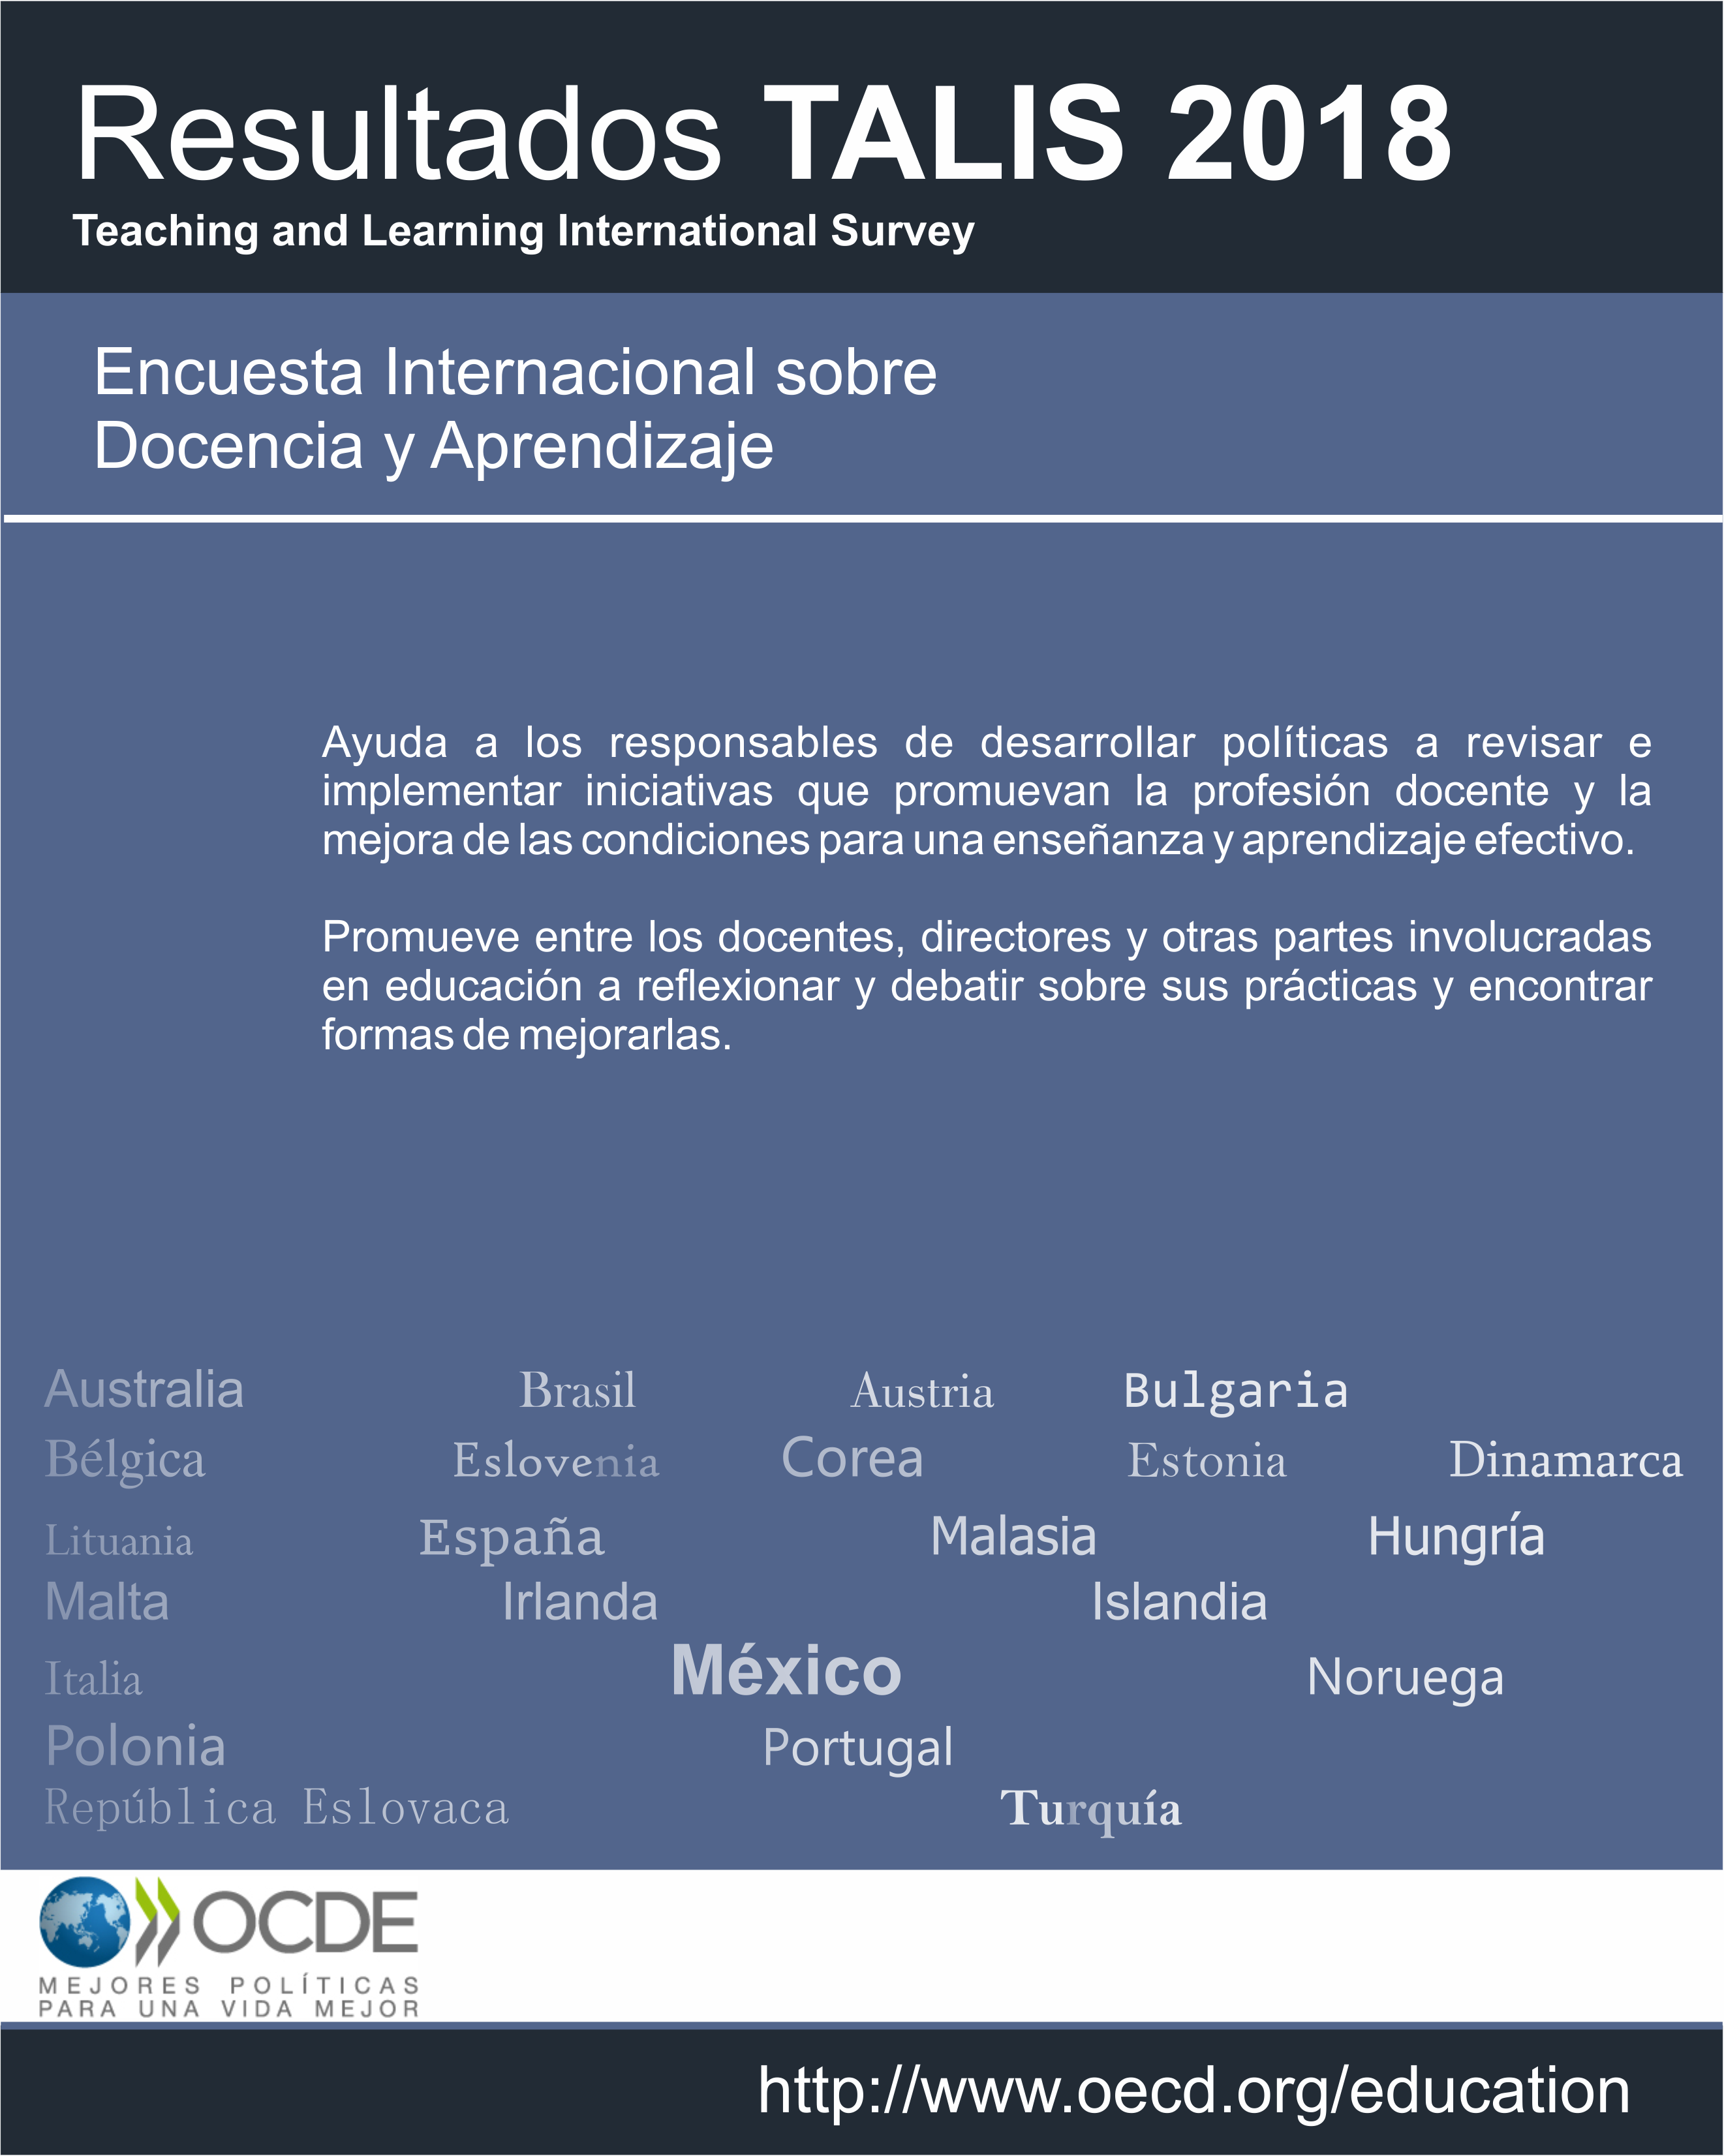 Resultados TALIS 2018
Teaching and Learning International Survey
Encuesta Internacional sobre
Docencia y Aprendizaje
Ayuda a los responsables de desarrollar políticas a revisar e
implementar iniciativas que promuevan la profesión docente y la
mejora de las condiciones para una enseñanza y aprendizaje efectivo.
Promueve entre los docentes, directores y otras partes involucradas
en educación a reflexionar y debatir sobre sus prácticas y encontrar
formas de mejorarlas.
Australia Brasil Austria Bulgaria
Bélgica Eslovenia Corea Estonia Dinamarca
Lituania España Malasia Hungría
Malta Irlanda Islandia
Italia México Noruega
Polonia Portugal
República Eslovaca Turquía
OCDE
MEJORES POLÍTICAS
PARA UNA VIDA MEJOR
http://www.oecd.org/education